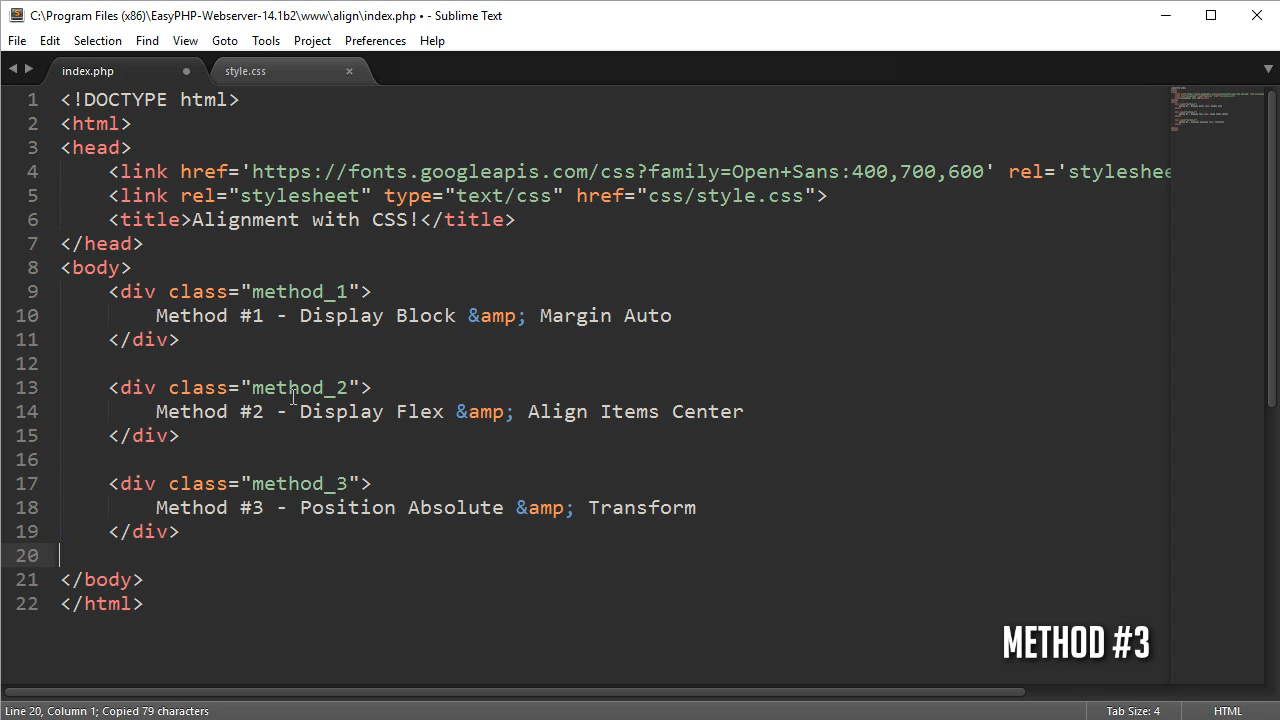 C:\Program Files (x86)\EasyPHP-Webserver-14.1b2\www\align\index.php • - Sublime Text
File Edit Selection Find View Goto Tools Project Preferences Help
index.php style.css
1 <!DOCTYPE html>
2 <html>
3 <head>
4     <link href='https://fonts.googleapis.com/css?family=Open+Sans:400,700,600' rel='styleshee
5     <link rel="stylesheet" type="text/css" href="css/style.css">
6     <title>Alignment with CSS!</title>
7 </head>
8 <body>
9     <div class="method_1">
10         Method #1 - Display Block &amp; Margin Auto
11     </div>
12
13     <div class="method_2">
14         Method #2 - Display Flex &amp; Align Items Center
15     </div>
16
17     <div class="method_3">
18         Method #3 - Position Absolute &amp; Transform
19     </div>
20
21 </body>
22 </html>
METHOD #3
Line 20, Column 1; Copied 79 characters Tab Size: 4 HTML